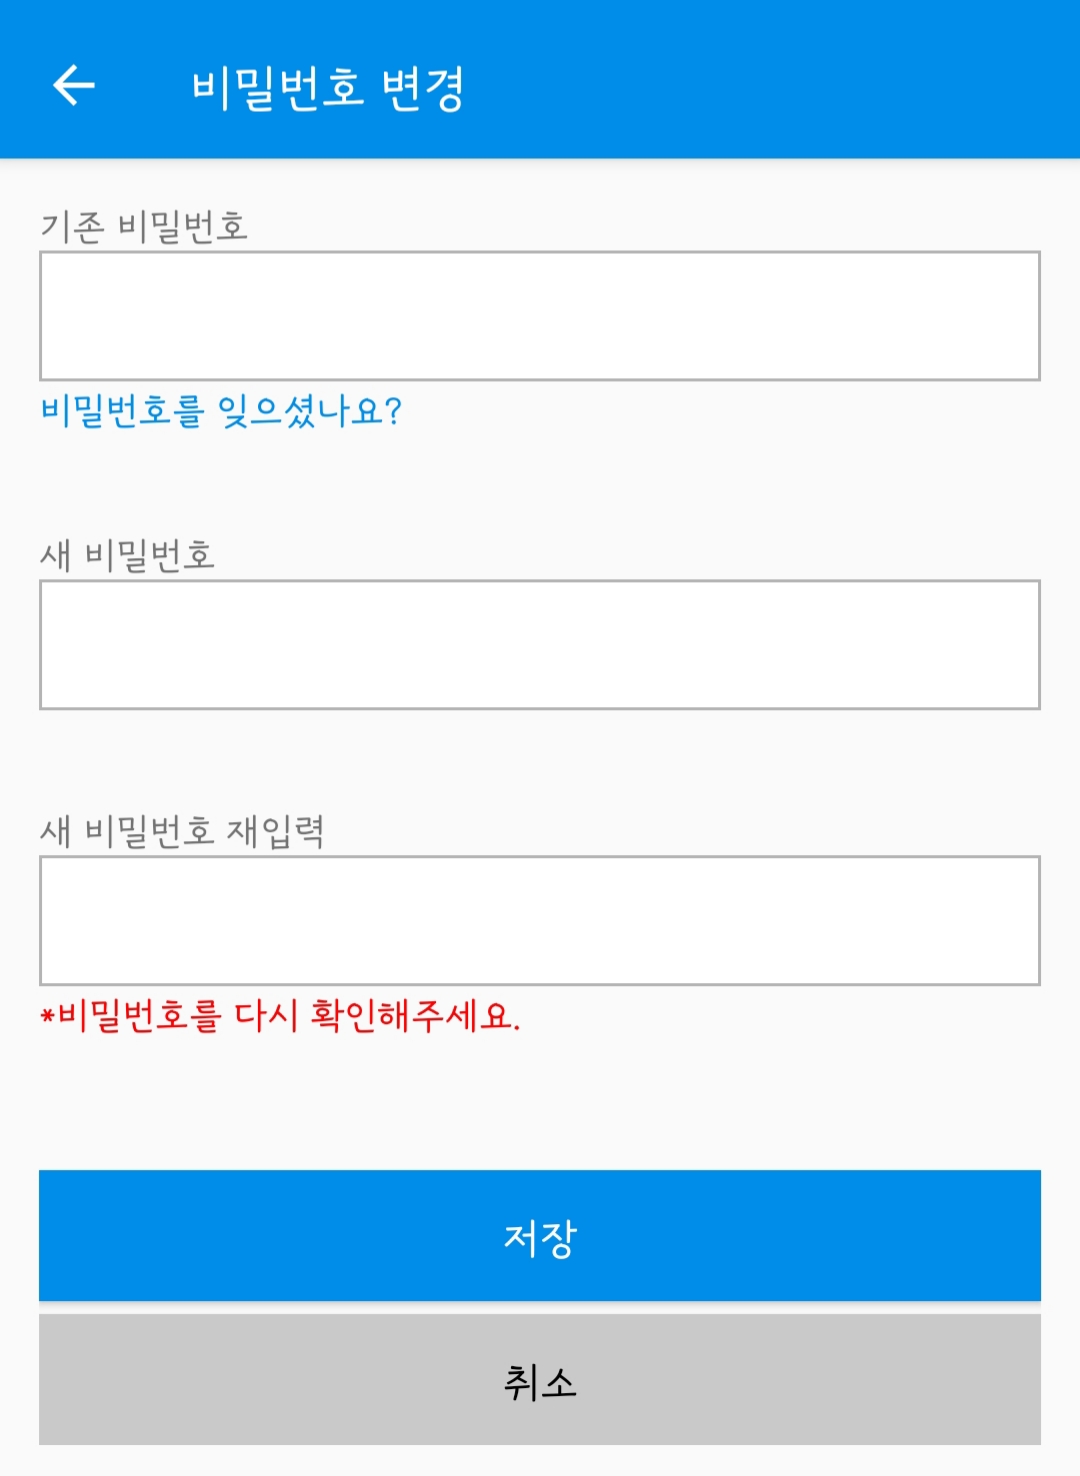 비밀번호 변경
기존 비밀번호
비밀번호를 잊으셨나요?
새 비밀번호
새 비밀번호 재입력
*비밀번호를 다시 확인해주세요.
저장
취소